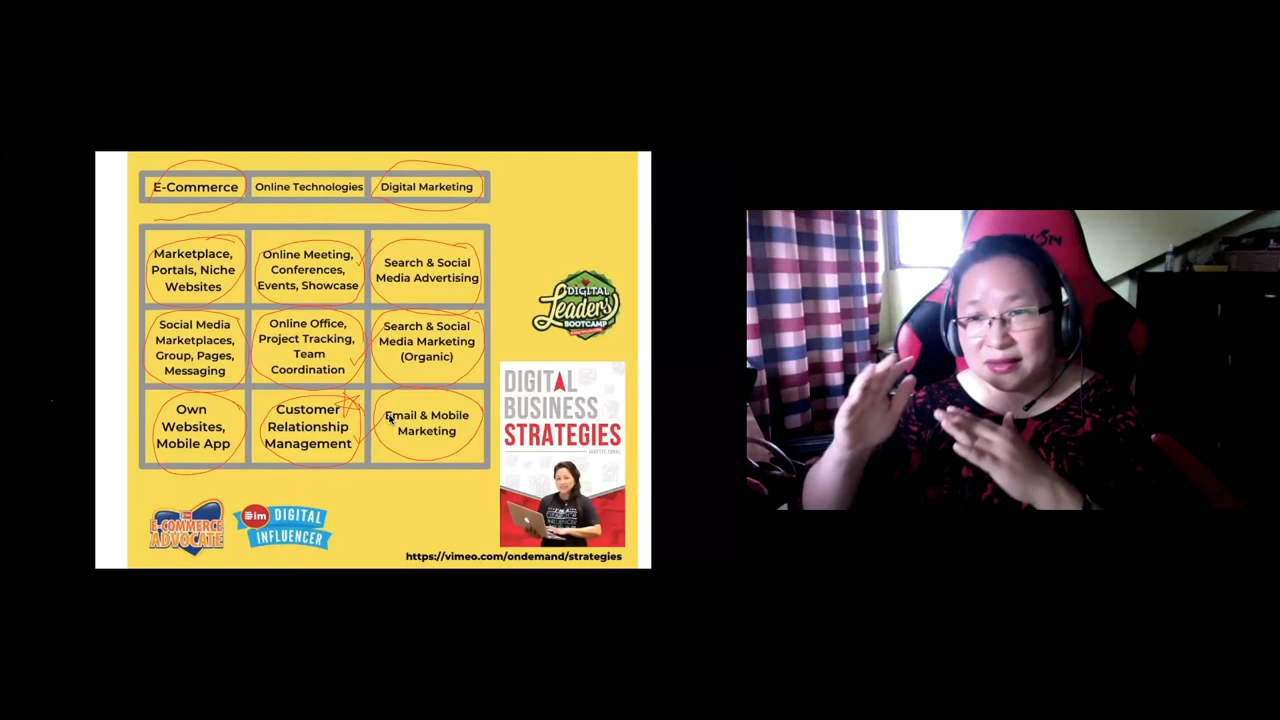 E-Commerce
Online Technologies
Digital Marketing
Marketplace,
Portals, Niche
Websites
Online Meeting,
Conferences,
Events, Showcase
Search & Social
Media Advertising
Social Media
Marketplaces,
Group, Pages,
Messaging
Online Office,
Project Tracking,
Team
Coordination
Search & Social
Media Marketing
(Organic)
Own
Websites,
Mobile App
Customer
Relationship
Management
Email & Mobile
Marketing
DIGITAL
Leaders
BOOTCAMP
DIGITAL
BUSINESS
STRATEGIES
E-COMMERCE
ADVOCATE
im DIGITAL
INFLUENCER
https://vimeo.com/ondemand/strategies